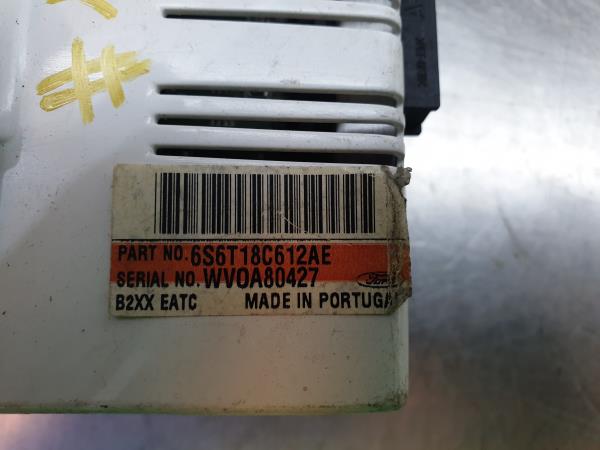 PART NO. 6S6T18C612AE
SERIAL NO. WVOA80427
Ford
B2XX EATC MADE IN PORTUGA